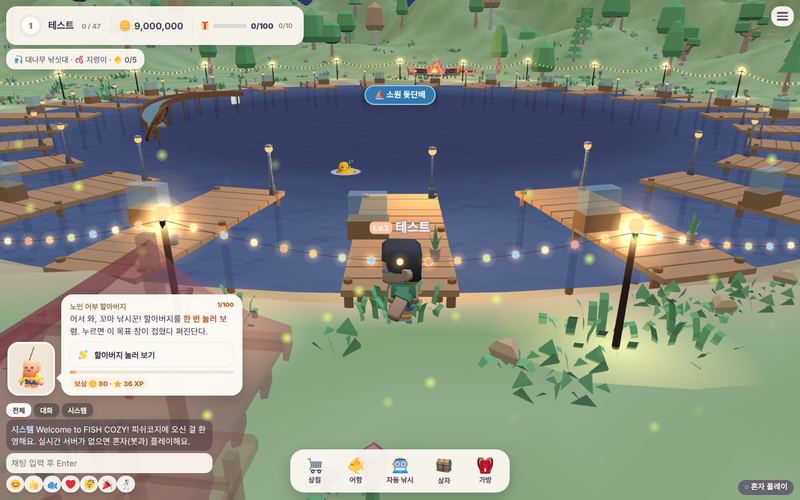 1 테스트 0 / 47 9,000,000 0/100 0/10
대나무 낚싯대 · 지렁이 · 0/5
소원 돛단배
Lv.1 테스트
노인 어부 할아버지 1/100
어서 와, 꼬마 낚시꾼! 할아버지를 한 번 눌러 보
렴. 누르면 이 목표 창이 접혔다 펴진단다.
할아버지 눌러 보기
보상 80 · 36 XP
전체 대화 시스템
시스템 Welcome to FISH COZY! 피쉬코지에 오신 걸 환
영해요. 실시간 서버가 없으면 혼자(봇과) 플레이해요.
채팅 입력 후 Enter
상점 어항 자동 낚시 상자 가방
혼자 플레이